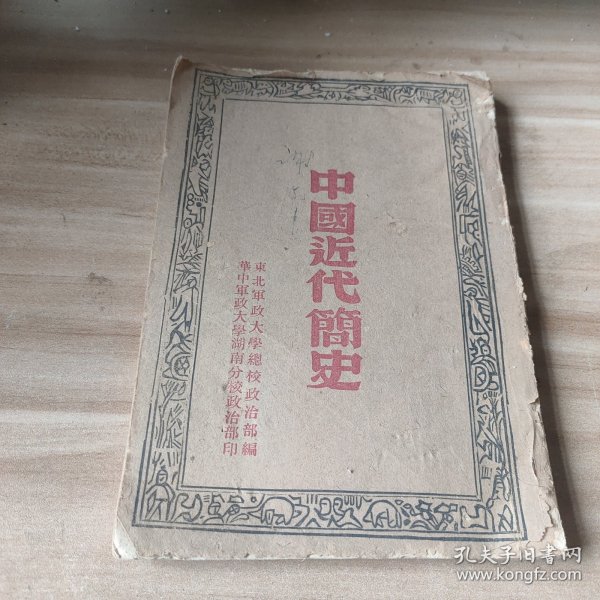 中國近代簡史
東北軍政大學總校政治部編
華中軍政大學湖南分校政治部印
孔夫子旧书网
www.kongfz.com